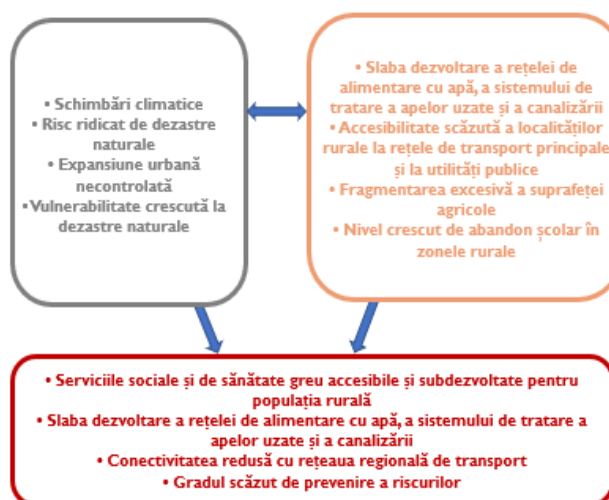 • Schimbări climatice
• Risc ridicat de dezastre
naturale
• Expansiune urbană
necontrolată
• Vulnerabilitate crescută la
dezastre naturale
• Slaba dezvoltare a rețelei de
alimentare cu apă, a sistemului de
tratare a apelor uzate și a canalizării
• Accesibilitate scăzută a localităților
rurale la rețele de transport principale
și la utilități publice
• Fragmentarea excesivă a suprafeței
agricole
• Nivel crescut de abandon școlar în
zonele rurale
• Serviciile sociale și de sănătate greu accesibile și subdezvoltate pentru
populația rurală
• Slaba dezvoltare a rețelei de alimentare cu apă, a sistemului de tratare a
apelor uzate și a canalizării
• Conectivitatea redusă cu rețeaua regională de transport
• Gradul scăzut de prevenire a riscurilor